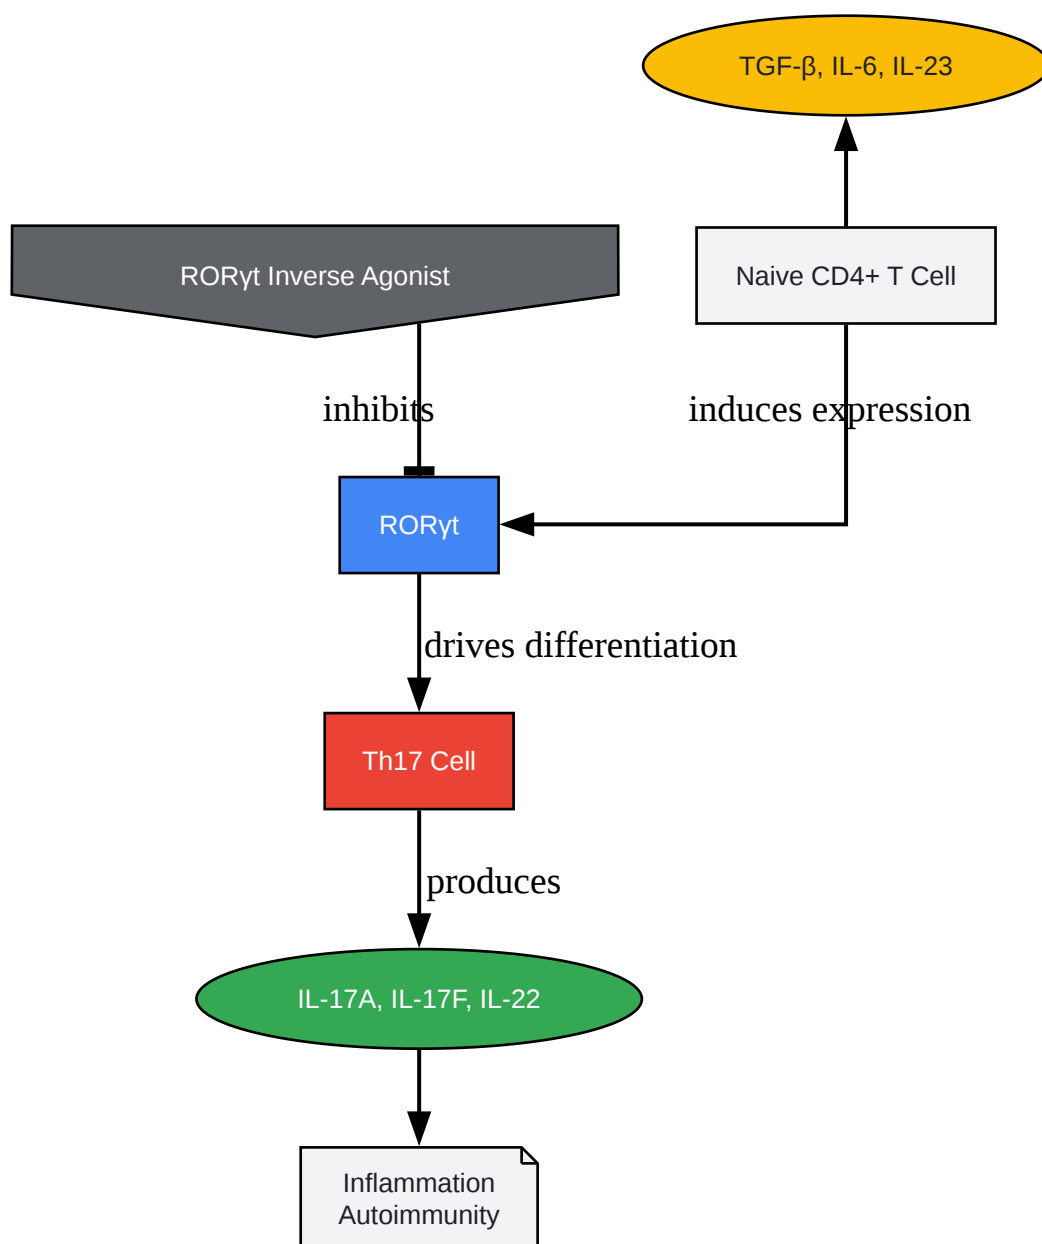 TGF-β, IL-6, IL-23
RORγt Inverse Agonist
Naive CD4+ T Cell
inhibits
induces expression
RORγt
drives differentiation
Th17 Cell
produces
IL-17A, IL-17F, IL-22
Inflammation
Autoimmunity